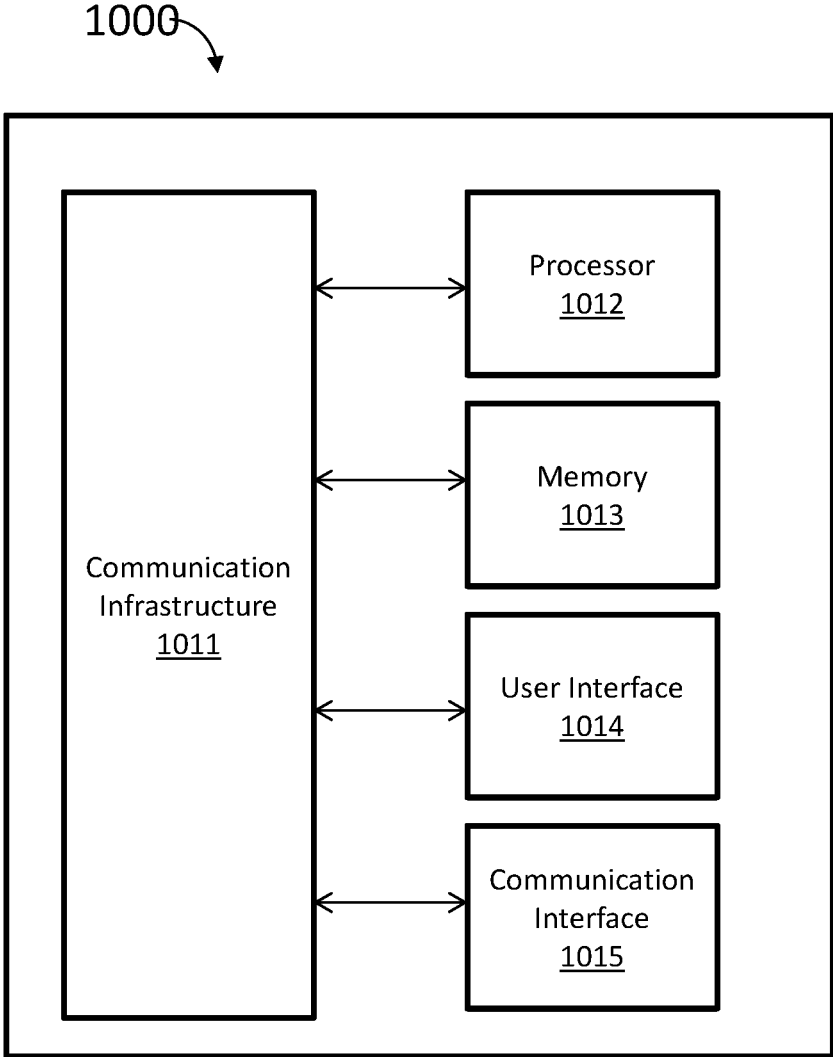 1000
Communication
Infrastructure
1011
Processor
1012
Memory
1013
User Interface
1014
Communication
Interface
1015